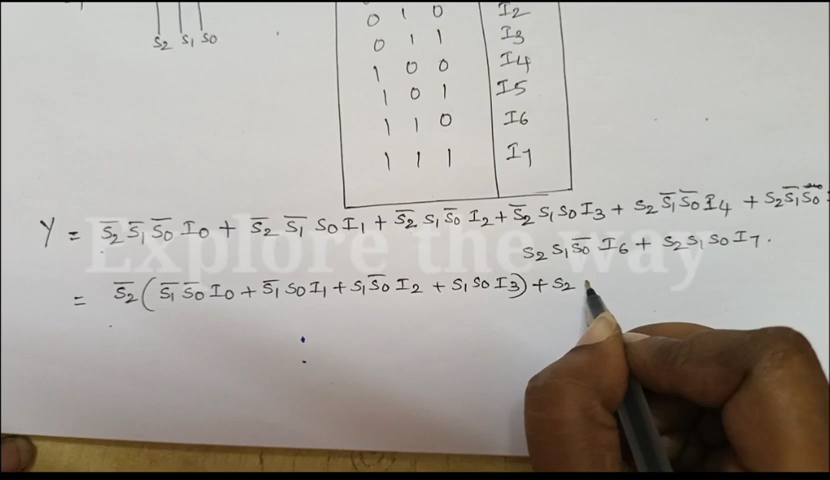 S2 S1 S0
0 1 0 I2
0 1 1 I3
1 0 0 I4
1 0 1 I5
1 1 0 I6
1 1 1 I7
Y = S̅2 S̅1 S̅0 I0 + S̅2 S̅1 S0 I1 + S̅2 S1 S̅0 I2 + S̅2 S1 S0 I3 + S2 S̅1 S̅0 I4 + S2 S̅1 S̅0
S2 S1 S̅0 I6 + S2 S1 S0 I7.
= S̅2 ( S̅1 S̅0 I0 + S̅1 S0 I1 + S1 S̅0 I2 + S1 S0 I3 ) + S2
Explore the way